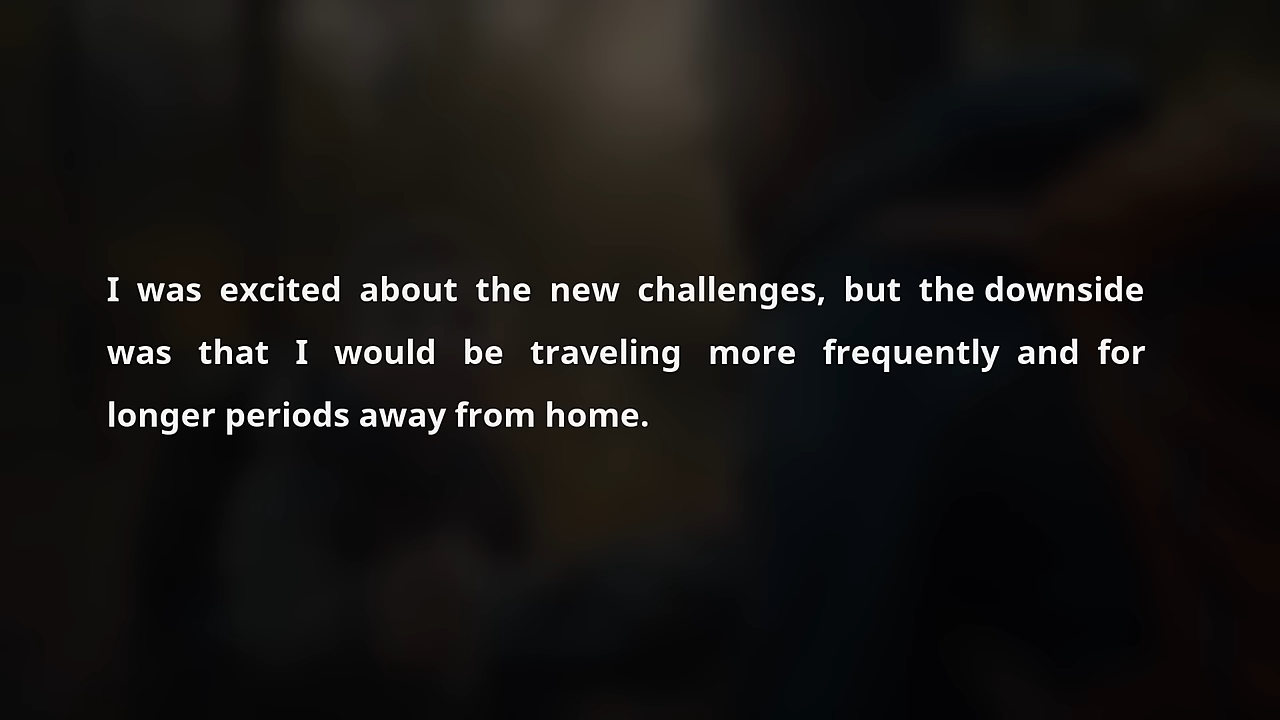 I was excited about the new challenges, but the downside
was that I would be traveling more frequently and for
longer periods away from home.